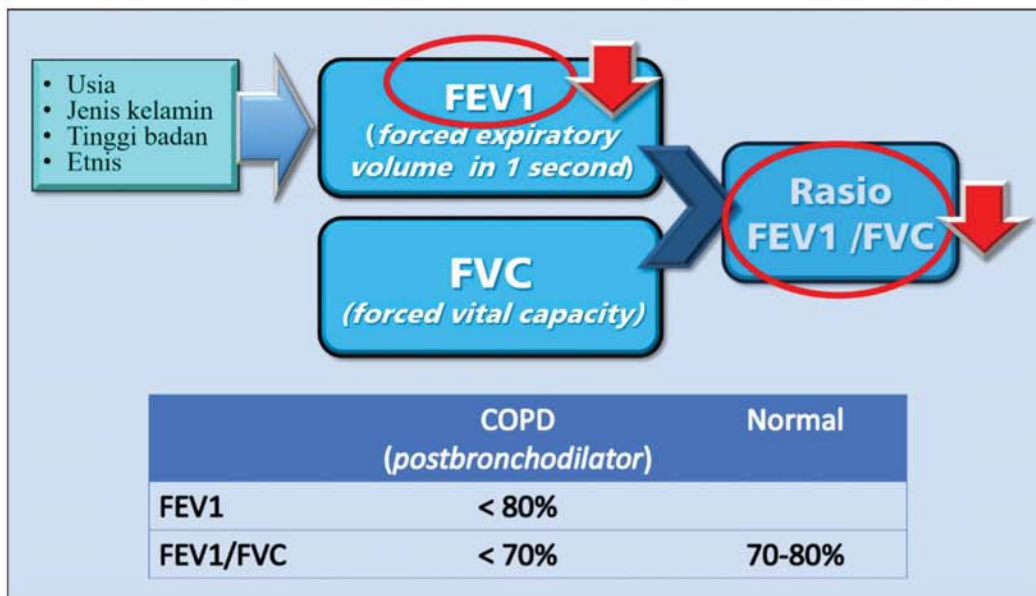 • Usia
• Jenis kelamin
• Tinggi badan
• Etnis
FEV1
(forced expiratory
volume in 1 second)
FVC
(forced vital capacity)
Rasio
FEV1 /FVC
COPD Normal
(postbronchodilator)
FEV1 < 80%
FEV1/FVC < 70% 70-80%